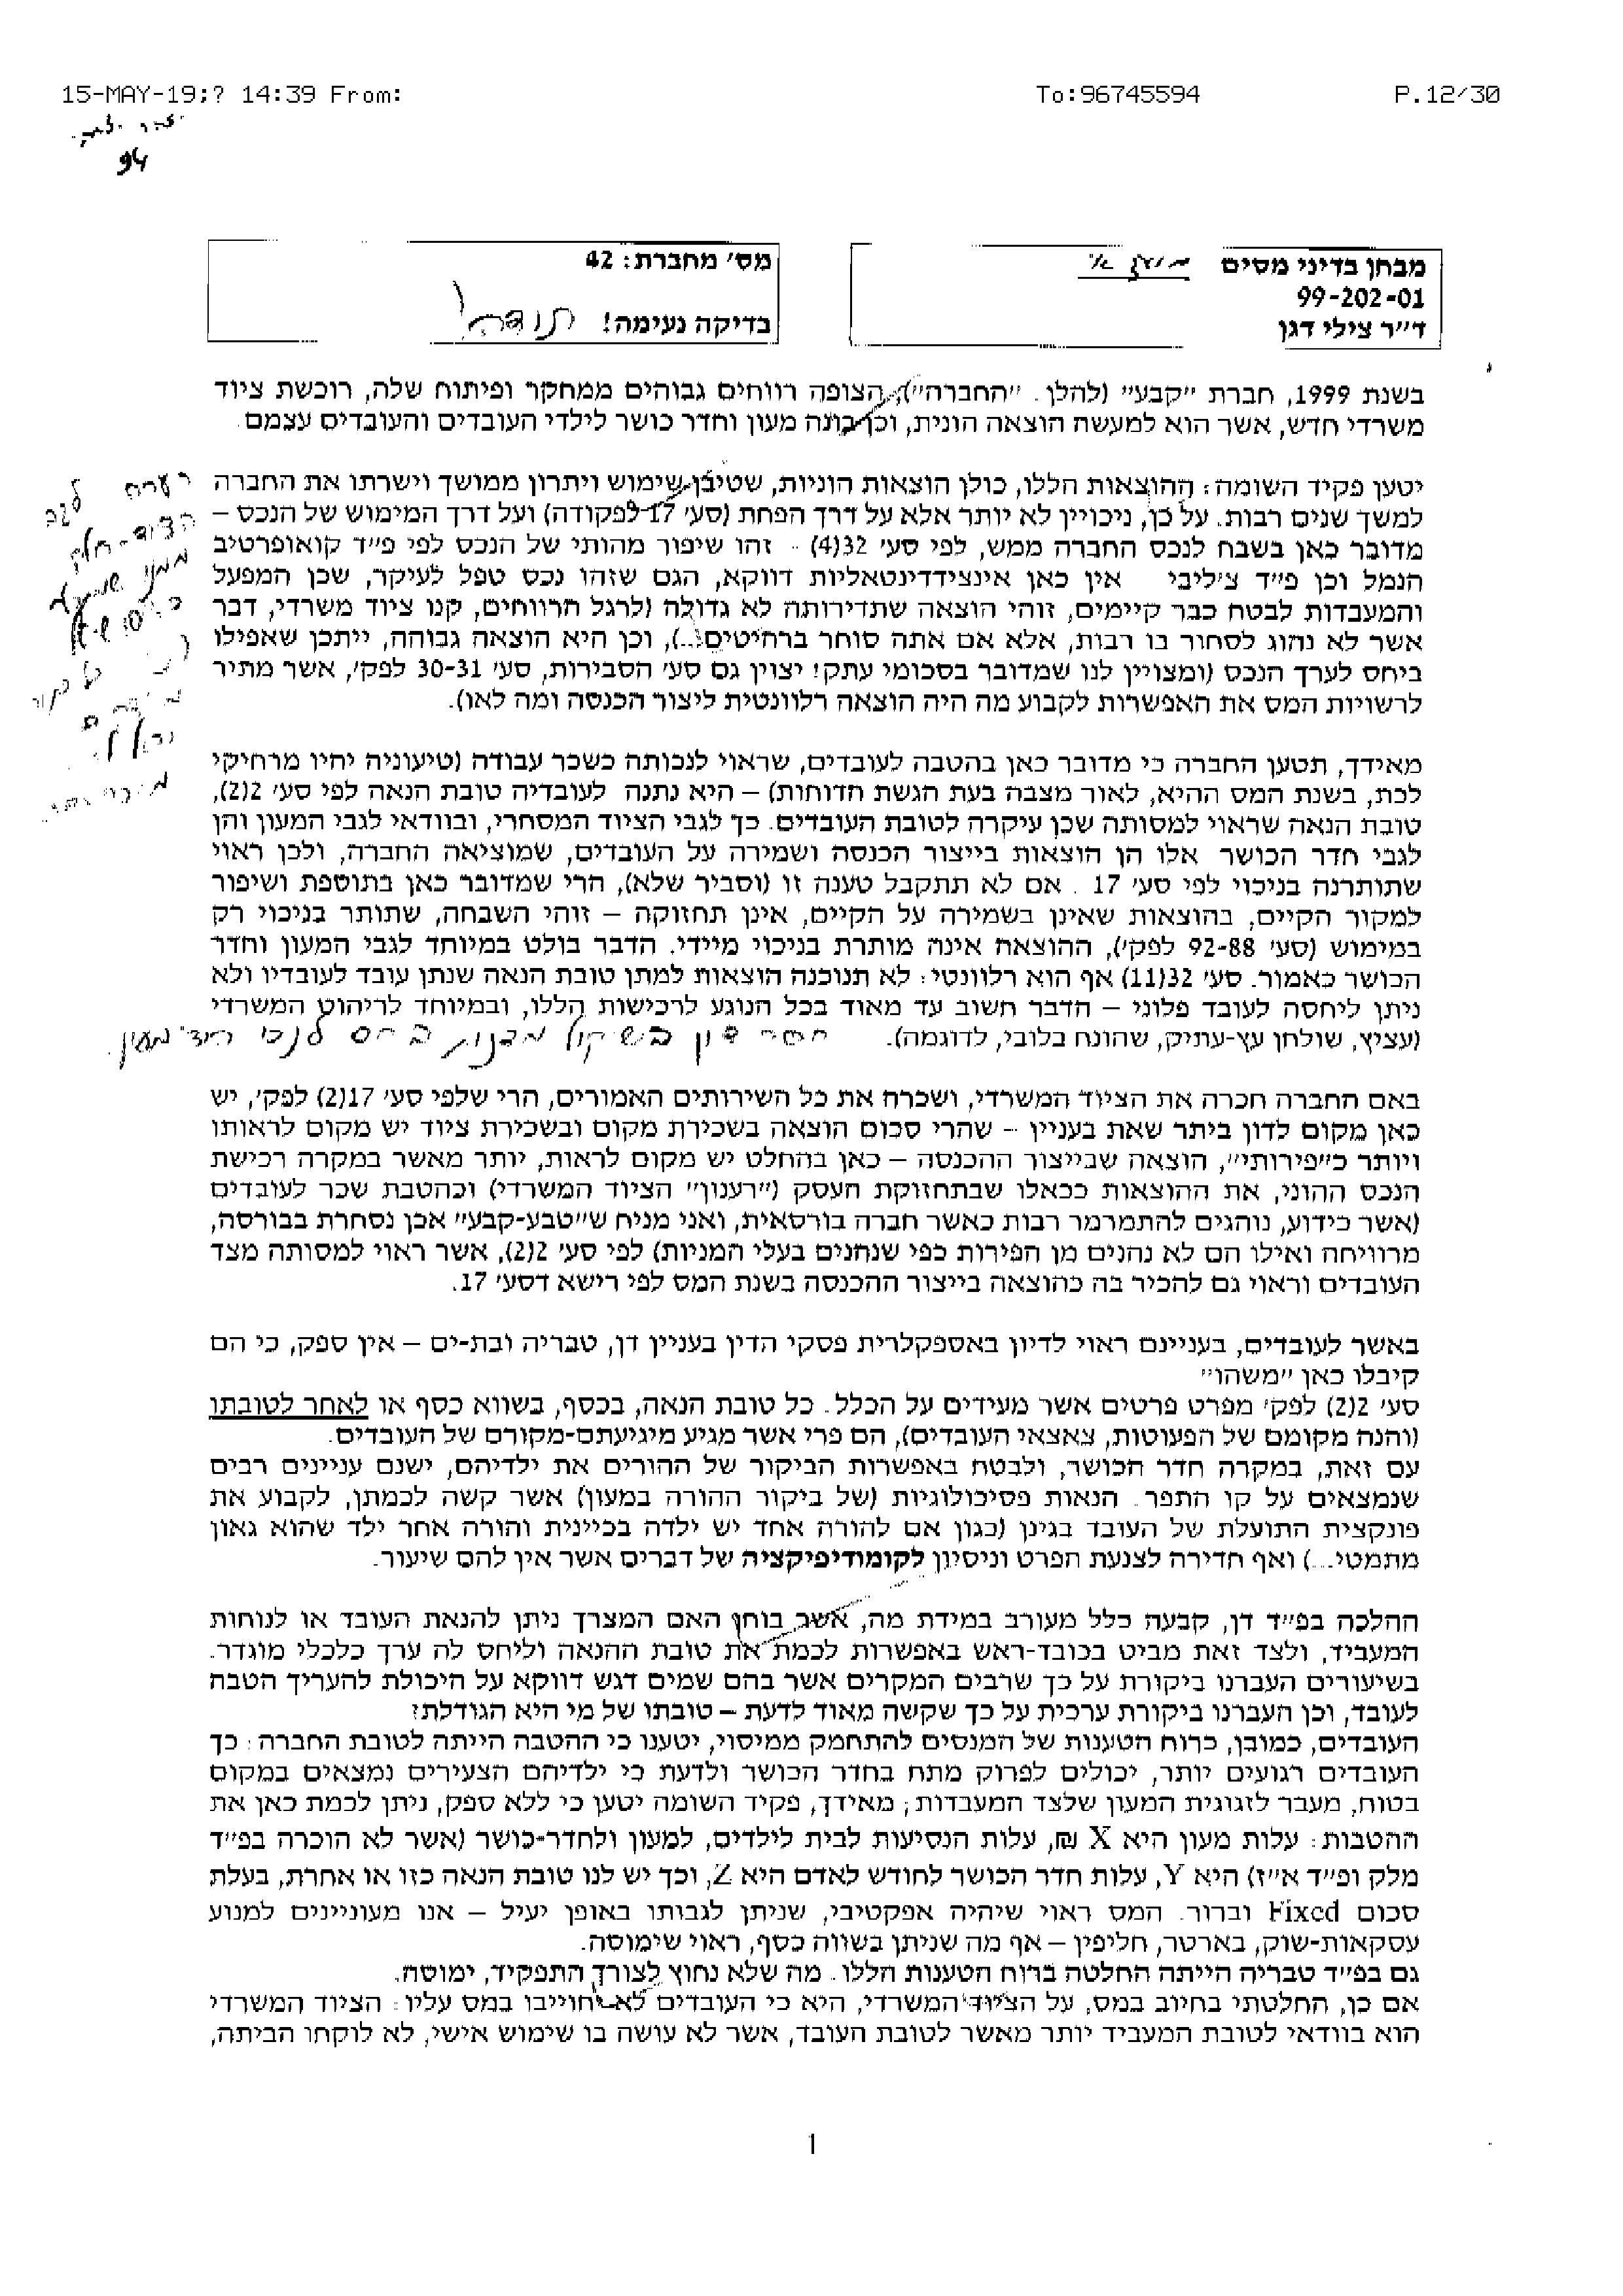 15-MAY-19;? 14:39 From: To:96745594 P.12/30
94
מבחן בדיני מסים
99-202-01
ד״ר צילי דגן
מס׳ מחברת: 42
בדיקה נעימה! תודה!
בשנת 1999, חברת ״קבע״ (להלן. ״החברה״), הצופה רווחים גבוהים ממחקר ופיתוח שלה, רוכשת ציוד
משרדי חדש, אשר הוא למעשה הוצאה הונית, וכן בונה מעון וחדר כושר לילדי העובדים והעובדים עצמם.
יטען פקיד השומה: ההוצאות הללו, כולן הוצאות הוניות, שטיבן שימוש ויתרון ממושך וישרתו את החברה
למשך שנים רבות. על כן, ניכויין לא יותר אלא על דרך הפחת (סע׳ 17 לפקודה) ועל דרך המימוש של הנכס –
מדובר כאן בשבח לנכס החברה ממש, לפי סע׳ 32(4) - זהו שיפור מהותי של הנכס לפי פ״ד קואופרטיב
הנמל וכן פ״ד ציליבי אין כאן אינצידדינטאליות דווקא, הגם שזהו נכס טפל לעיקר, שכן המפעל
והמעבדות לבטח כבר קיימים, זוהי הוצאה שתדירותה לא גדולה (לרגל הרווחים, קנו ציוד משרדי, דבר
אשר לא נהוג לסחור בו רבות, אלא אם אתה סוחר ברהיטים...), וכן היא הוצאה גבוהה, ייתכן שאפילו
ביחס לערך הנכס (ומצויין לנו שמדובר בסכומי עתק! יצוין גם סע׳ הסבירות, סע׳ 30-31 לפק׳, אשר מתיר
לרשויות המס את האפשרות לקבוע מה היה הוצאה רלוונטית ליצור הכנסה ומה לאו).
מאידך, תטען החברה כי מדובר כאן בהטבה לעובדים, שראוי לנכותה כשכר עבודה (טיעוניה יחיו מרחיקי
לכת, בשנת המס ההיא, לאור מצבה בעת הגשת הדוחות) – היא נתנה לעובדיה טובת הנאה לפי סע׳ 2(2),
טובת הנאה שראוי למסותה שכן עיקרה לטובת העובדים. כך לגבי הציוד המסחרי, ובוודאי לגבי המעון והן
לגבי חדר הכושר אלו הן הוצאות בייצור הכנסה ושמירה על העובדים, שמוציאה החברה, ולכן ראוי
שתותרנה בניכוי לפי סע׳ 17. אם לא תתקבל טענה זו (וסביר שלא), הרי שמדובר כאן בתוספת ושיפור
למקור הקיים, בהוצאות שאינן בשמירה על הקיים, אינן תחזוקה – זוהי השבחה, שתותר בניכוי רק
במימוש (סע׳ 92-88 לפק׳), ההוצאה אינה מותרת בניכוי מיידי. הדבר בולט במיוחד לגבי המעון וחדר
הכושר כאמור. סע׳ 32(11) אף הוא רלוונטי: לא תנוכנה הוצאות למתן טובת הנאה שנתן עובד לעובדיו ולא
ניתן ליחסה לעובד פלוני – הדבר חשוב עד מאוד בכל הנוגע לרכישות הללו, ובמיוחד לריהוט המשרדי
(עציץ, שולחן עץ-עתיק, שהונח בלובי, לדוגמה). חסר דיון בשיקול
באם החברה חכרה את הציוד המשרדי, ושכרה את כל השירותים האמורים, הרי שלפי סע׳ 17(2) לפק׳, יש
כאן מקום לדון ביתר שאת בעניין - שהרי סכום הוצאה בשכירת מקום ובשכירת ציוד יש מקום לראותו
ויותר כ״פירותי״, הוצאה שבייצור ההכנסה – כאן בהחלט יש מקום לראות, יותר מאשר במקרה רכישת
הנכס ההוני, את ההוצאות ככאלו שבתחזוקת העסק (״רענון״ הציוד המשרדי) וכהטבת שכר לעובדים
(אשר כידוע, נוהגים להתמרמר רבות כאשר חברה בורסאית, ואני מניח ש״טבע-קבע״ אכן נסחרת בבורסה,
מרוויחה ואילו הם לא נהנים מן הפירות כפי שנהנים בעלי המניות) לפי סע׳ 2(2), אשר ראוי למסותה מצד
העובדים וראוי גם להכיר בה כהוצאה בייצור ההכנסה בשנת המס לפי רישא דסע׳ 17.
באשר לעובדים, בעניינם ראוי לדיון באספקלרית פסקי הדין בעניין דן, טבריה ובת-ים – אין ספק, כי הם
קיבלו כאן ״משהו״
סע׳ 2(2) לפק׳ מפרט פרטים אשר מעידים על הכלל. כל טובת הנאה, בכסף, בשווא כסף או לאחר לטובתו
(והנח מקומם של הפעוטות, צאצאי העובדים), הם פרי אשר מגיע מיגיעתם-מקורם של העובדים.
עם זאת, במקרה חדר הכושר, ולבטח באפשרות הביקור של ההורים את ילדיהם, ישנם עניינים רבים
שנמצאים על קו התפר. הנאות פסיכולוגיות (של ביקור ההורה במעון) אשר קשה לכמתן, לקבוע את
פונקצית התועלת של העובד בגינן (כגון אם להורה אחד יש ילדה בכיינית והורה אחר ילד שהוא גאון
מתמטי...) ואף חדירה לצנעת הפרט וניסיון לקומודיפיקציה של דברים אשר אין להם שיעור.
ההלכה בפ״ד דן, קבעה כלל מעורב במידת מה, אשר בוחן האם המצרך ניתן להנאת העובד או לנוחות
המעביד, ולצד זאת מביט בכובד-ראש באפשרות לכמת את טובת ההנאה וליחס לה ערך כלכלי מוגדר.
בשיעורים העברנו ביקורת על כך שרבים המקרים אשר בהם שמים דגש דווקא על היכולת להעריך הטבה
לעובד, וכן העברנו ביקורת ערכית על כך שקשה מאוד לדעת – טובתו של מי היא הגודלת?
העובדים, כמובן, כרוח הטענות של המנסים להתחמק ממיסוי, יטענו כי ההטבה הייתה לטובת החברה: כך
העובדים רגועים יותר, יכולים לפרוק מתח בחדר הכושר ולדעת כי ילדיהם הצעירים נמצאים במקום
בטוח, מעבר לזגוגית המעון שלצד המעבדות; מאידך, פקיד השומה יטען כי ללא ספק, ניתן לכמת כאן את
ההטבות: עלות מעון היא X ₪, עלות הנסיעות לבית לילדים, למעון ולחדר-כושר (אשר לא הוכרה בפ״ד
מלק ופ״ד א״ז) היא Y, עלות חדר הכושר לחודש לאדם היא Z, וכך יש לנו טובת הנאה כזו או אחרת, בעלת
סכום Fixed וברור. המס ראוי שיהיה אפקטיבי, שניתן לגבותו באופן יעיל – אנו מעוניינים למנוע
עסקאות-שוק, בארטר, חליפין – אף מה שניתן בשווה כסף, ראוי שימוסה.
גם בפ״ד טבריה הייתה החלטה ברוח הטענות הללו. מה שלא נחוץ לצורך התפקיד, ימוסה.
אם כן, החלטתי בחיוב במס, על הציוד המשרדי, היא כי העובדים לא יחוייבו במס עליו: הציוד המשרדי
הוא בוודאי לטובת המעביד יותר מאשר לטובת העובד, אשר לא עושה בו שימוש אישי, לא לוקחו הביתה,
1